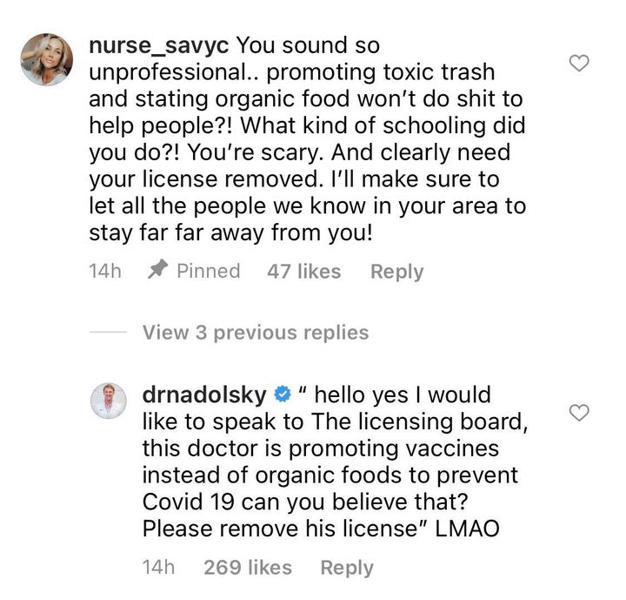 nurse_savyc You sound so
unprofessional.. promoting toxic trash
and stating organic food won’t do shit to
help people?! What kind of schooling did
you do?! You’re scary. And clearly need
your license removed. I’ll make sure to
let all the people we know in your area to
stay far far away from you!
14h Pinned 47 likes Reply
View 3 previous replies
drnadolsky “ hello yes I would
like to speak to The licensing board,
this doctor is promoting vaccines
instead of organic foods to prevent
Covid 19 can you believe that?
Please remove his license” LMAO
14h 269 likes Reply